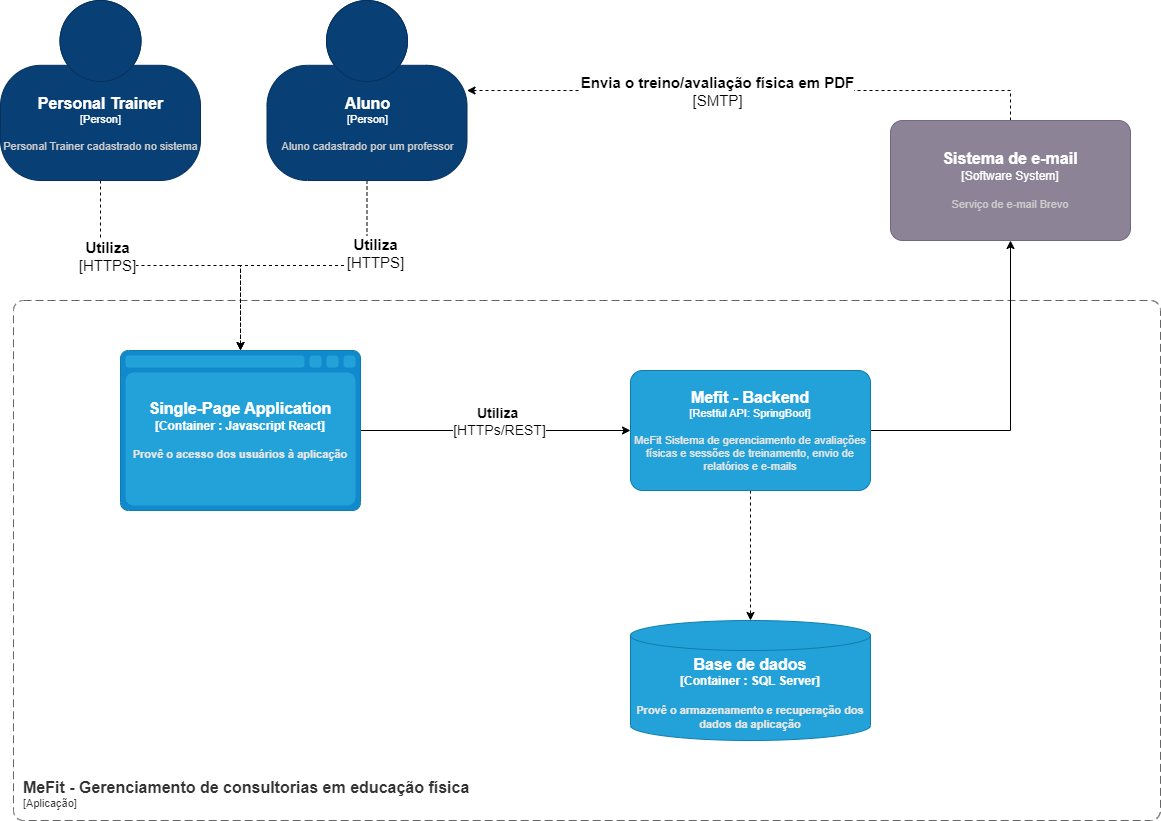 Personal Trainer
[Person]
Personal Trainer cadastrado no sistema
Aluno
[Person]
Aluno cadastrado por um professor
Envia o treino/avaliação física em PDF
[SMTP]
Sistema de e-mail
[Software System]
Serviço de e-mail Brevo
Utiliza
[HTTPS]
Utiliza
[HTTPS]
Single-Page Application
[Container : Javascript React]
Provê o acesso dos usuários à aplicação
Utiliza
[HTTPs/REST]
Mefit - Backend
[Restful API: SpringBoot]
MeFit Sistema de gerenciamento de avaliações
físicas e sessões de treinamento, envio de
relatórios e e-mails
Base de dados
[Container : SQL Server]
Provê o armazenamento e recuperação dos
dados da aplicação
MeFit - Gerenciamento de consultorias em educação física
[Aplicação]